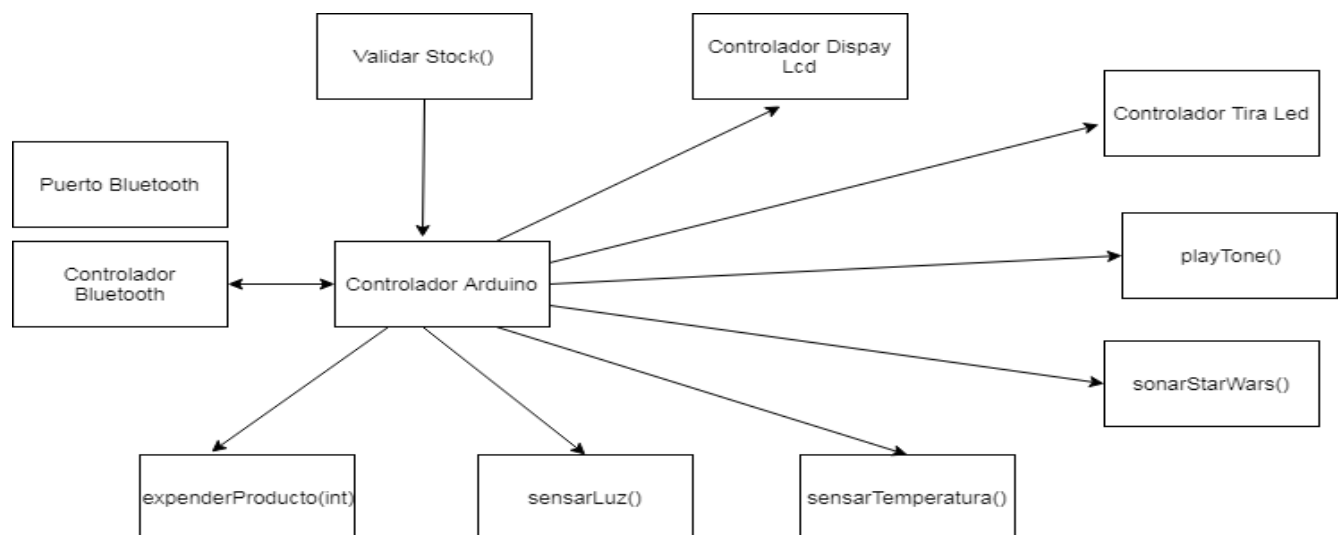 Validar Stock()
Controlador Dispay
Lcd
Controlador Tira Led
Puerto Bluetooth
Controlador
Bluetooth
Controlador Arduino
playTone()
sonarStarWars()
expenderProducto(int)
sensarLuz()
sensarTemperatura()